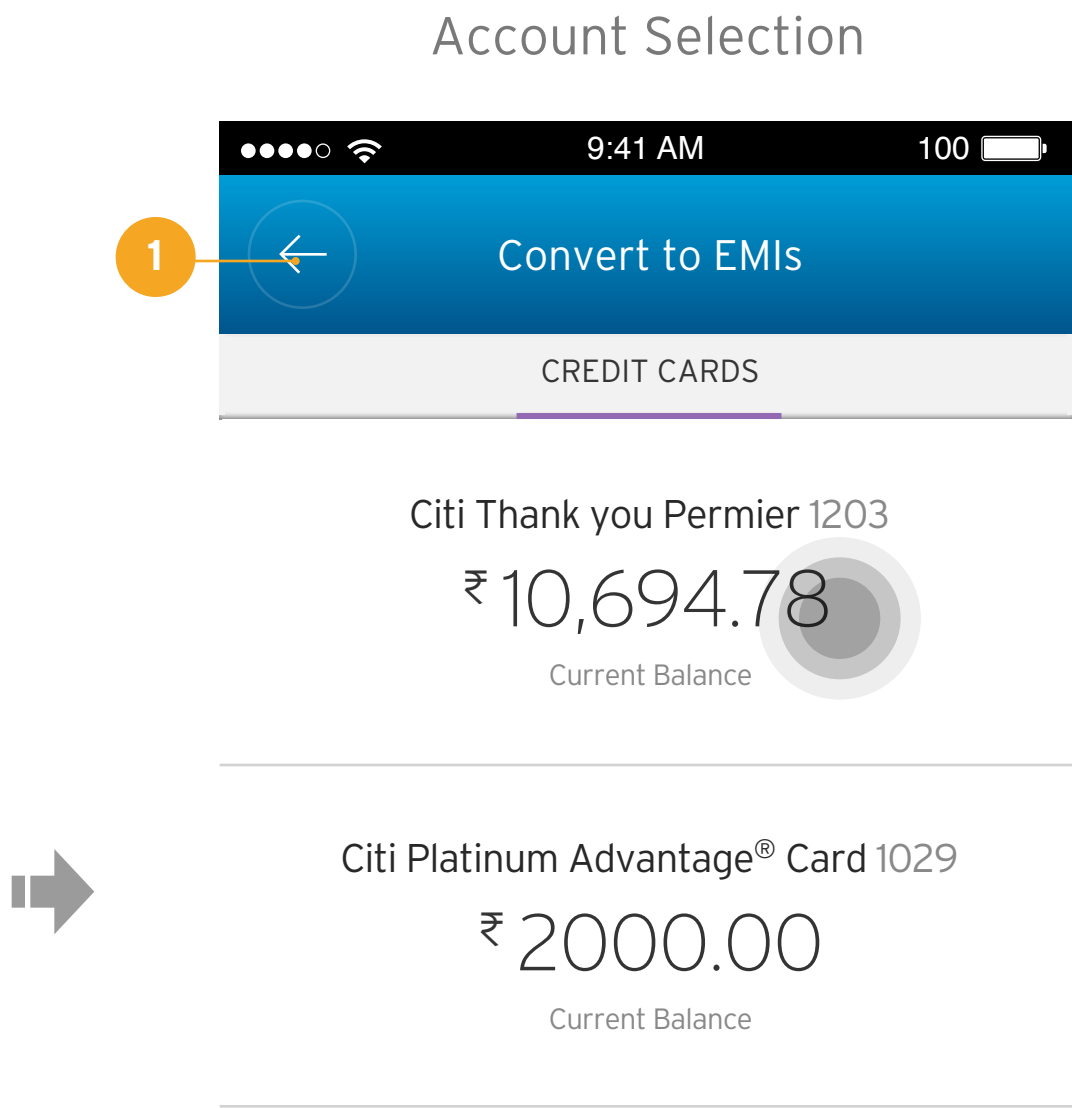 Account Selection
9:41 AM 100
1
Convert to EMIs
CREDIT CARDS
Citi Thank you Permier 1203
₹ 10,694.78
Current Balance
Citi Platinum Advantage® Card 1029
₹ 2000.00
Current Balance